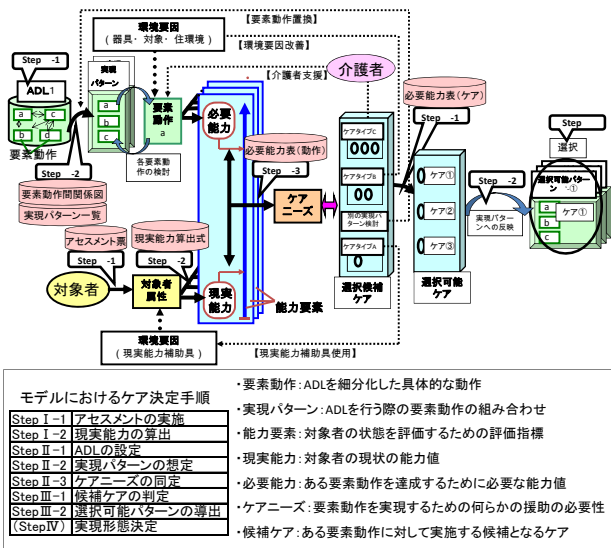 【要素動作置換】
環境要因
(器具・対象・住環境)
【環境要因改善】
Step -1
ADL1
a
c
b
d
要素動作
Step -2
要素動作間関係図
実現パターン一覧
実現
パターン
a
b
c
要素
動作
a
各要素動
作の検討
【介護者支援】
介護者
必要
能力
必要能力表(動作)
Step -3
ケア
ニーズ
現実
能力
能力要素
アセスメント票
Step -1
現実能力算出式
Step -2
対象者
対象者
属性
環境要因
(現実能力補助具)
【現実能力補助具使用】
ケアタイプC
ケアタイプB
別の実現パ
ターン検討
ケアタイプA
選択候補
ケア
必要能力表(ケア)
Step -1
ケア①
ケア②
ケア③
選択可能
ケア
Step -2
実現パター
ンへの反映
Step
選択
選択可能パター
ン -①
a
b
c
ケア①
モデルにおけるケア決定手順
StepⅠ-1 アセスメントの実施
StepⅠ-2 現実能力の算出
StepⅡ-1 ADLの設定
StepⅡ-2 実現パターンの想定
StepⅡ-3 ケアニーズの同定
StepⅢ-1 候補ケアの判定
StepⅢ-2 選択可能パターンの導出
(StepⅣ) 実現形態決定
・要素動作:ADLを細分化した具体的な動作
・実現パターン:ADLを行う際の要素動作の組み合わせ
・能力要素:対象者の状態を評価するための評価指標
・現実能力:対象者の現状の能力値
・必要能力:ある要素動作を達成するために必要な能力値
・ケアニーズ:要素動作を実現するための何らかの援助の必要性
・候補ケア:ある要素動作に対して実施する候補となるケア